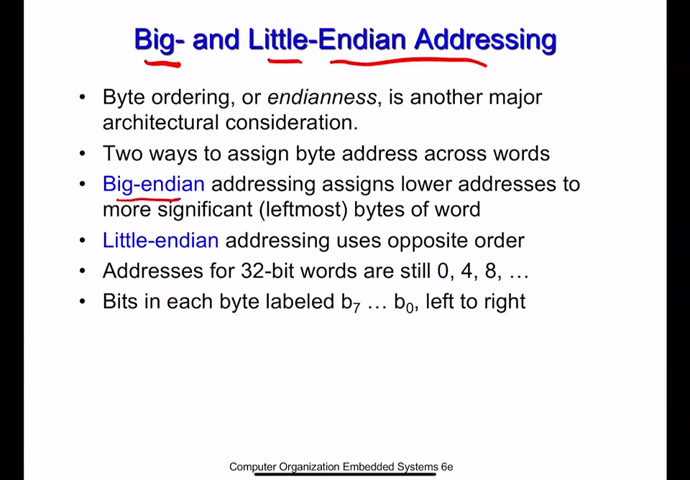 Big- and Little-Endian Addressing
• Byte ordering, or endianness, is another major
architectural consideration.
• Two ways to assign byte address across words
• Big-endian addressing assigns lower addresses to
more significant (leftmost) bytes of word
• Little-endian addressing uses opposite order
• Addresses for 32-bit words are still 0, 4, 8, …
• Bits in each byte labeled b₇ … b₀, left to right
Computer Organization Embedded Systems 6e